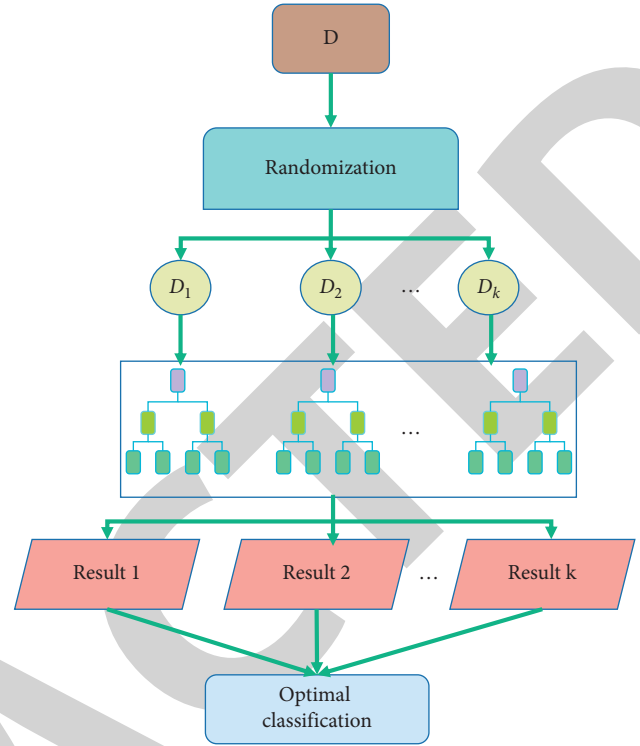 D
Randomization
D₁ D₂ ... Dₖ
...
Result 1 Result 2 ... Result k
Optimal
classification